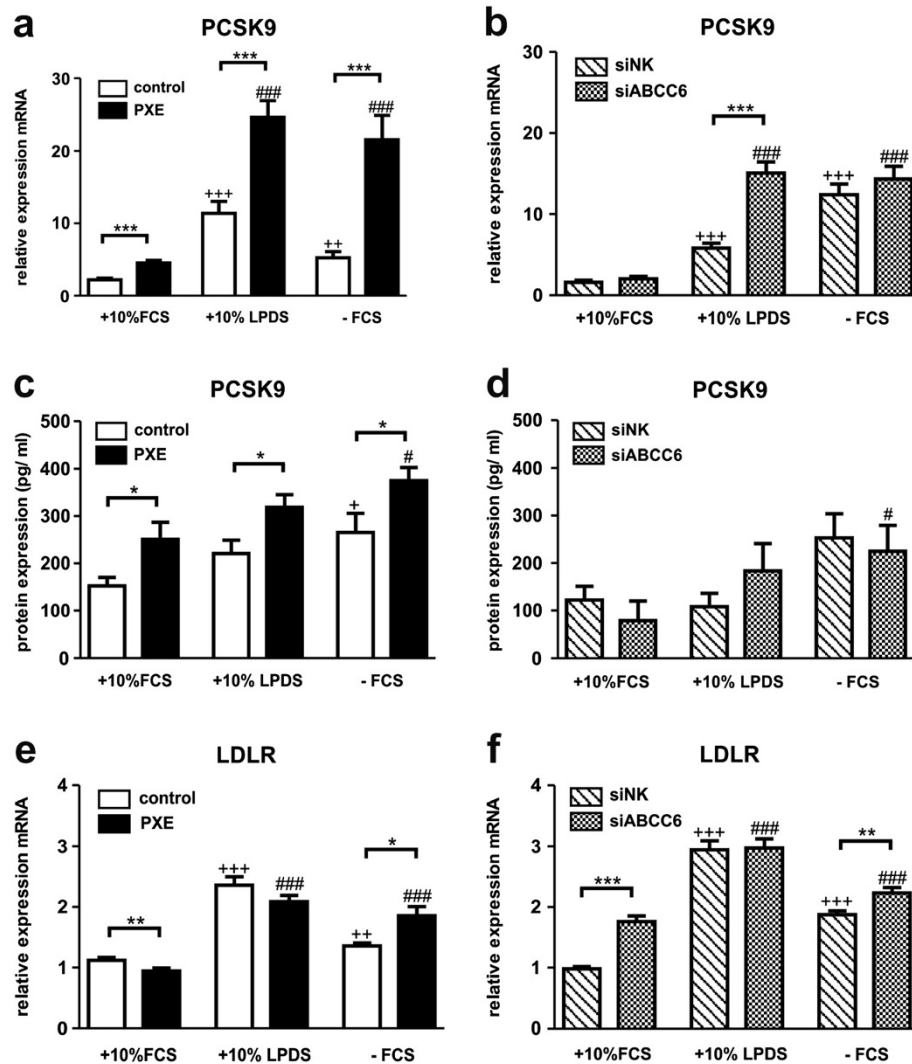 a
PCSK9
relative expression mRNA
30
20
10
0
control
PXE
***
***
***
+++
###
++
###
+10%FCS
+10% LPDS
- FCS
b
PCSK9
relative expression mRNA
30
20
10
0
siNK
siABCC6
***
+++
###
+++
###
+10%FCS
+10% LPDS
- FCS
c
PCSK9
protein expression (pg/ ml)
500
400
300
200
100
0
control
PXE
*
*
*
+
#
+10%FCS
+10% LPDS
- FCS
d
PCSK9
protein expression (pg/ ml)
500
400
300
200
100
0
siNK
siABCC6
#
+10%FCS
+10% LPDS
- FCS
e
LDLR
relative expression mRNA
4
3
2
1
0
control
PXE
**
+++
###
*
++
###
+10%FCS
+10% LPDS
- FCS
f
LDLR
relative expression mRNA
4
3
2
1
0
siNK
siABCC6
***
+++
###
**
+++
###
+10%FCS
+10% LPDS
- FCS